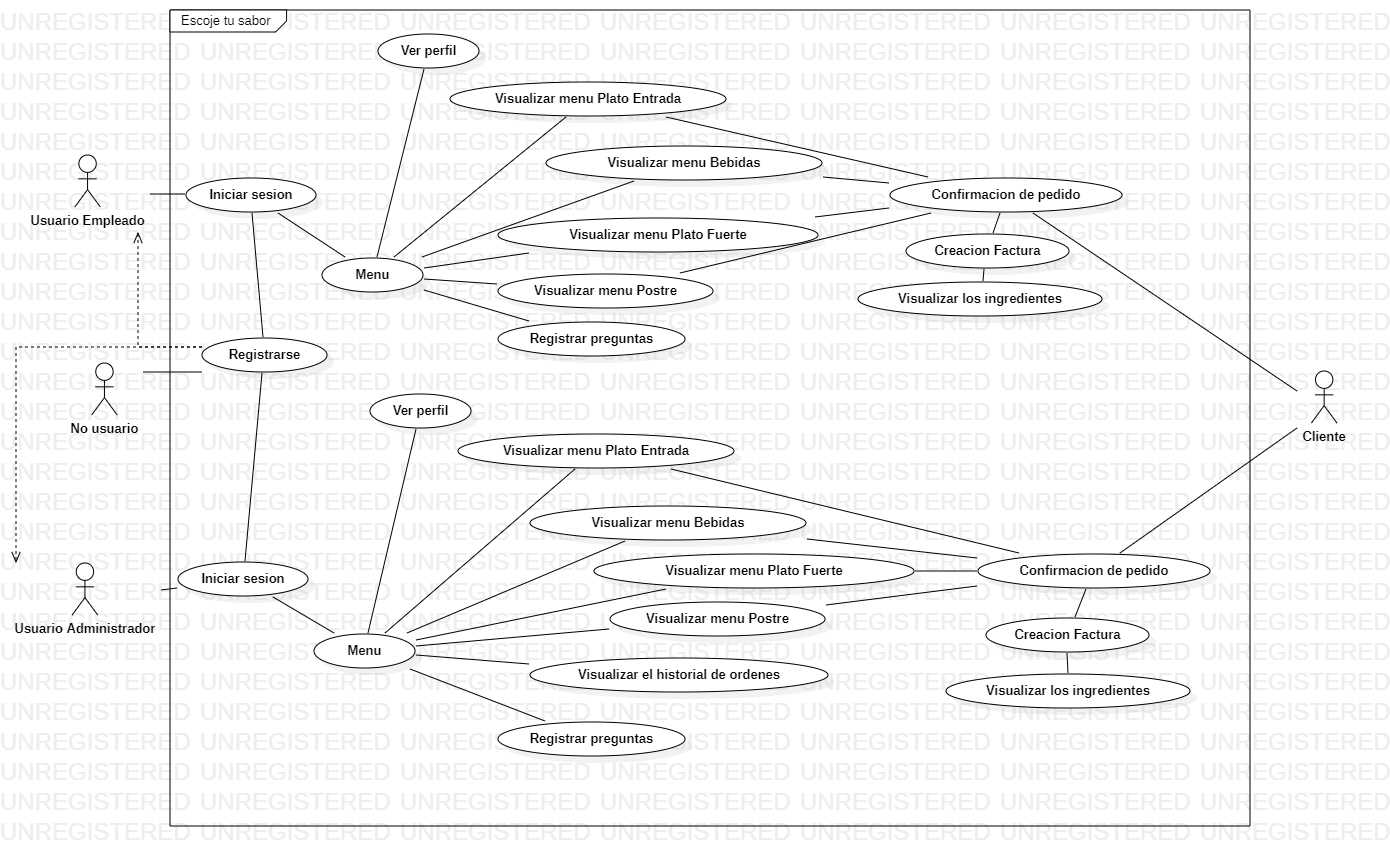 Escoje tu sabor
Ver perfil
Visualizar menu Plato Entrada
Visualizar menu Bebidas
Iniciar sesion
Confirmacion de pedido
Usuario Empleado
Visualizar menu Plato Fuerte
Creacion Factura
Menu
Visualizar menu Postre
Visualizar los ingredientes
Registrar preguntas
Registrarse
No usuario
Ver perfil
Cliente
Visualizar menu Plato Entrada
Visualizar menu Bebidas
Visualizar menu Plato Fuerte
Confirmacion de pedido
Iniciar sesion
Visualizar menu Postre
Usuario Administrador
Creacion Factura
Menu
Visualizar el historial de ordenes
Visualizar los ingredientes
Registrar preguntas
UNREGISTERED